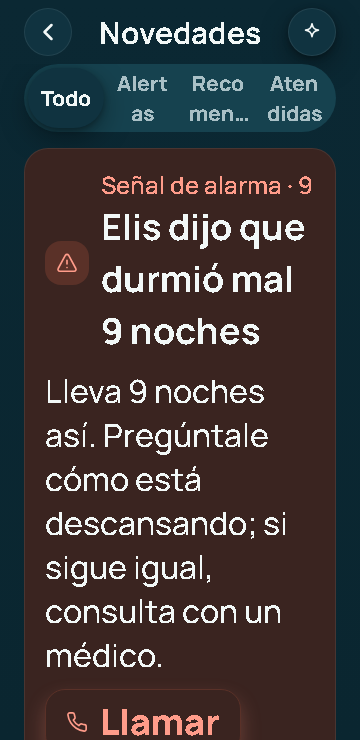 Novedades
Todo
Alert
as
Reco
men…
Aten
didas
Señal de alarma · 9
Elis dijo que
durmió mal
9 noches
Lleva 9 noches
así. Pregúntale
cómo está
descansando; si
sigue igual,
consulta con un
médico.
Llamar